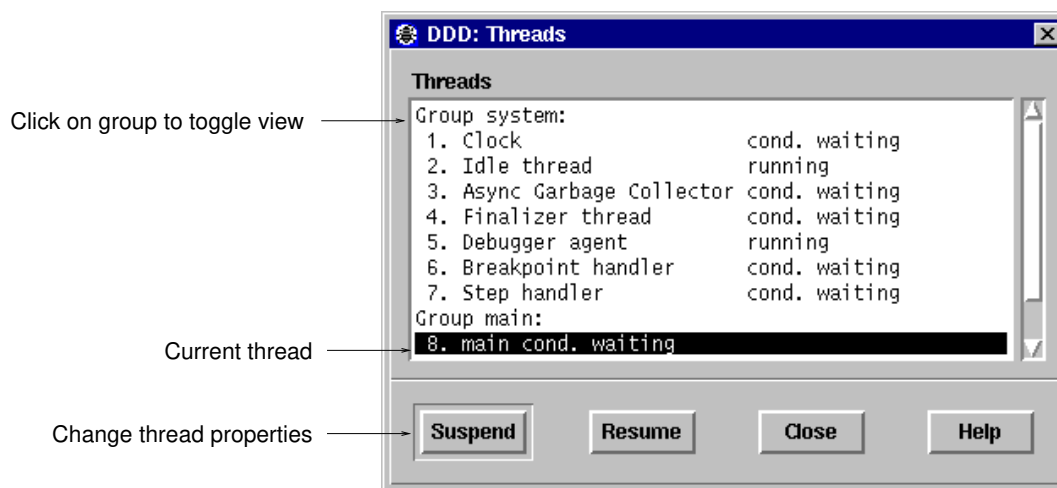 DDD: Threads
Threads
Click on group to toggle view
Group system:
1. Clock cond. waiting
2. Idle thread running
3. Async Garbage Collector cond. waiting
4. Finalizer thread cond. waiting
5. Debugger agent running
6. Breakpoint handler cond. waiting
7. Step handler cond. waiting
Group main:
Current thread
8. main cond. waiting
Change thread properties
Suspend Resume Close Help